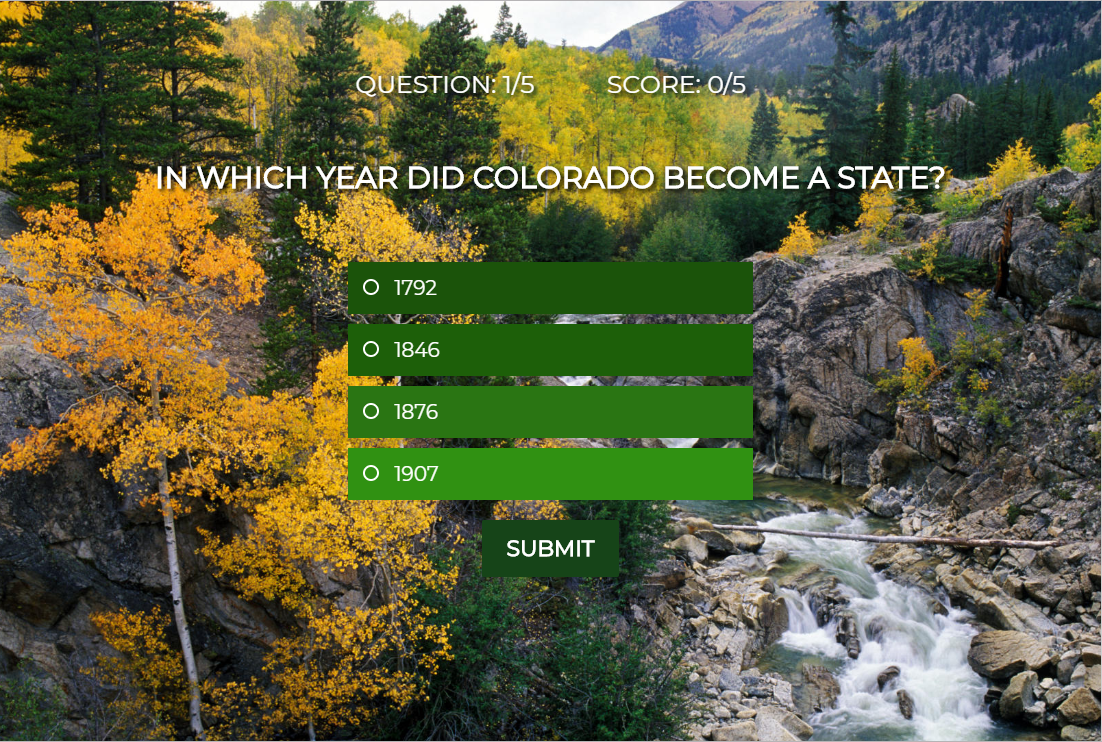 QUESTION: 1/5 SCORE: 0/5
IN WHICH YEAR DID COLORADO BECOME A STATE?
1792
1846
1876
1907
SUBMIT